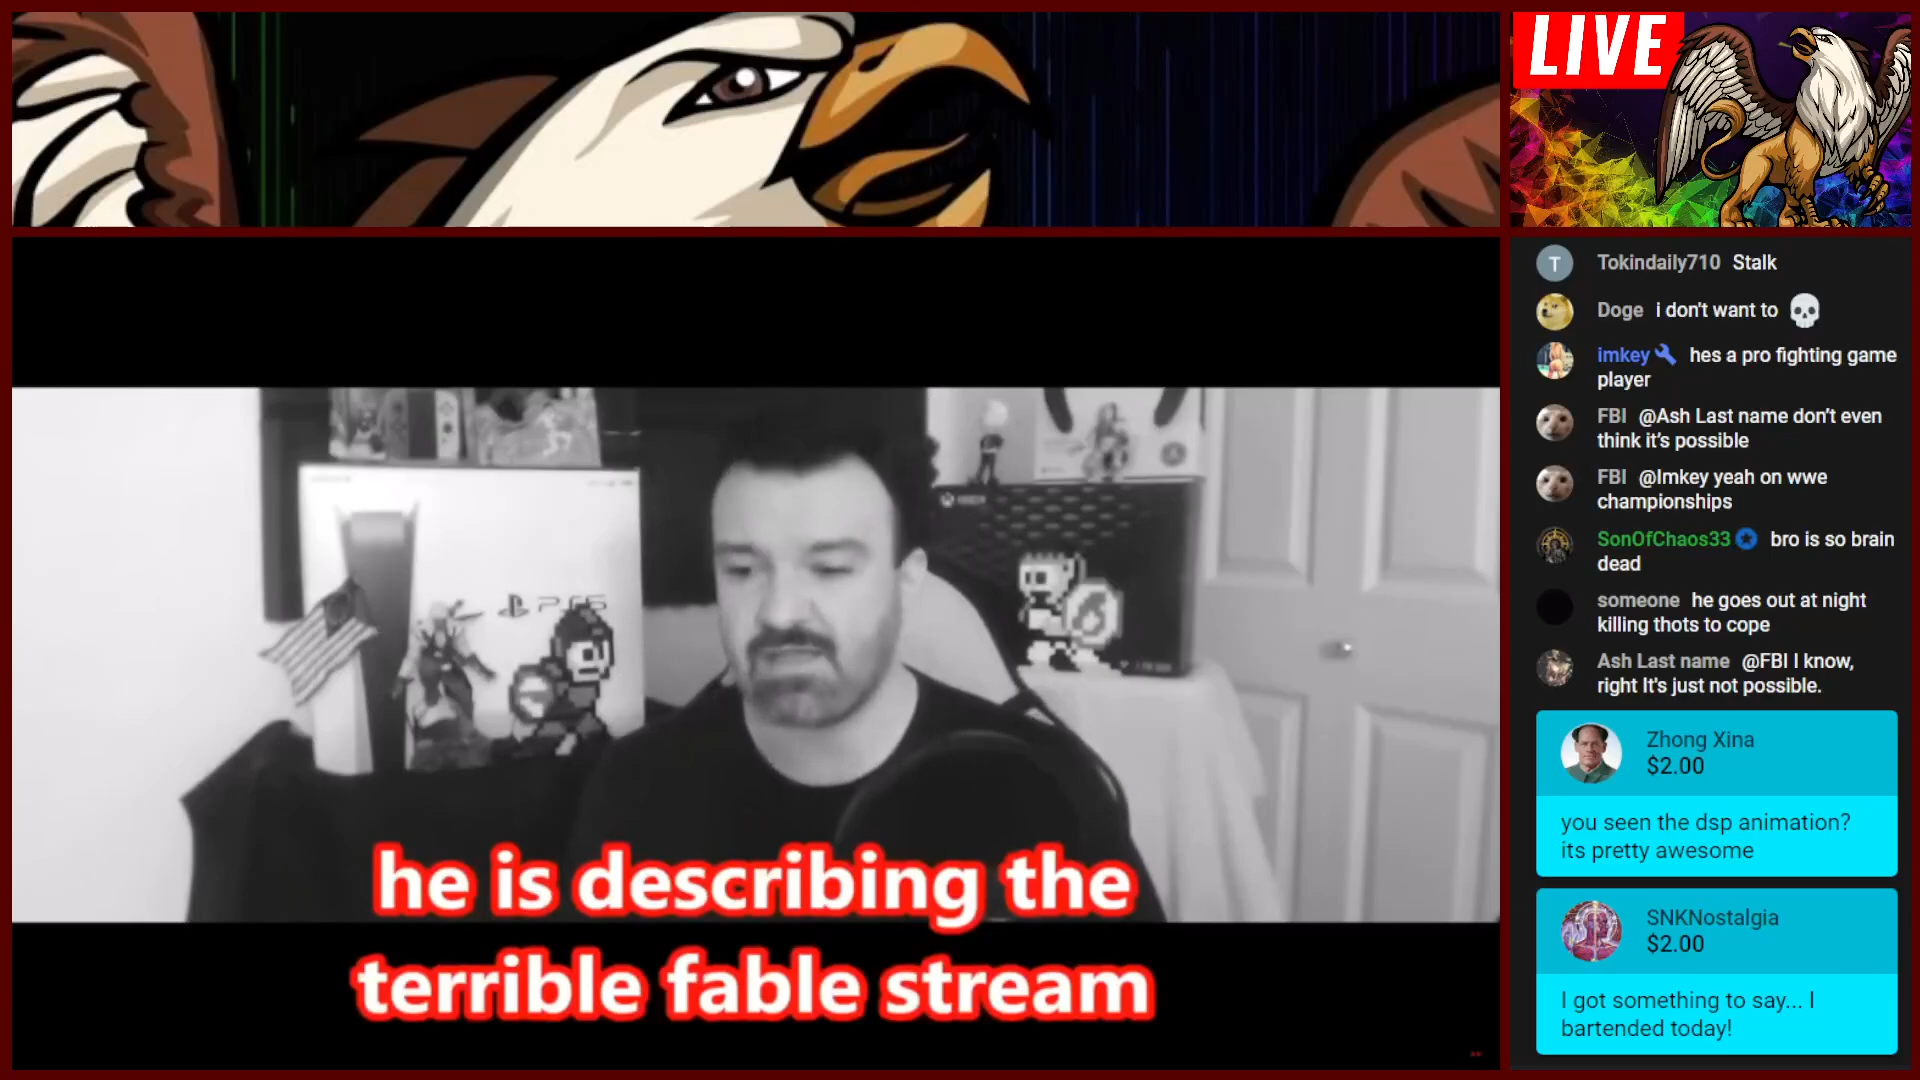 LIVE
Tokindaily710 Stalk
Doge i don't want to 💀
imkey hes a pro fighting game
player
FBI @Ash Last name don't even
think it's possible
FBI @Imkey yeah on wwe
championships
SonOfChaos33 bro is so brain
dead
someone he goes out at night
killing thots to cope
Ash Last name @FBI I know,
right It's just not possible.
Zhong Xina
$2.00
you seen the dsp animation?
its pretty awesome
SNKNostalgia
$2.00
I got something to say... I
bartended today!
T
XBOX
PS5
he is describing the
terrible fable stream